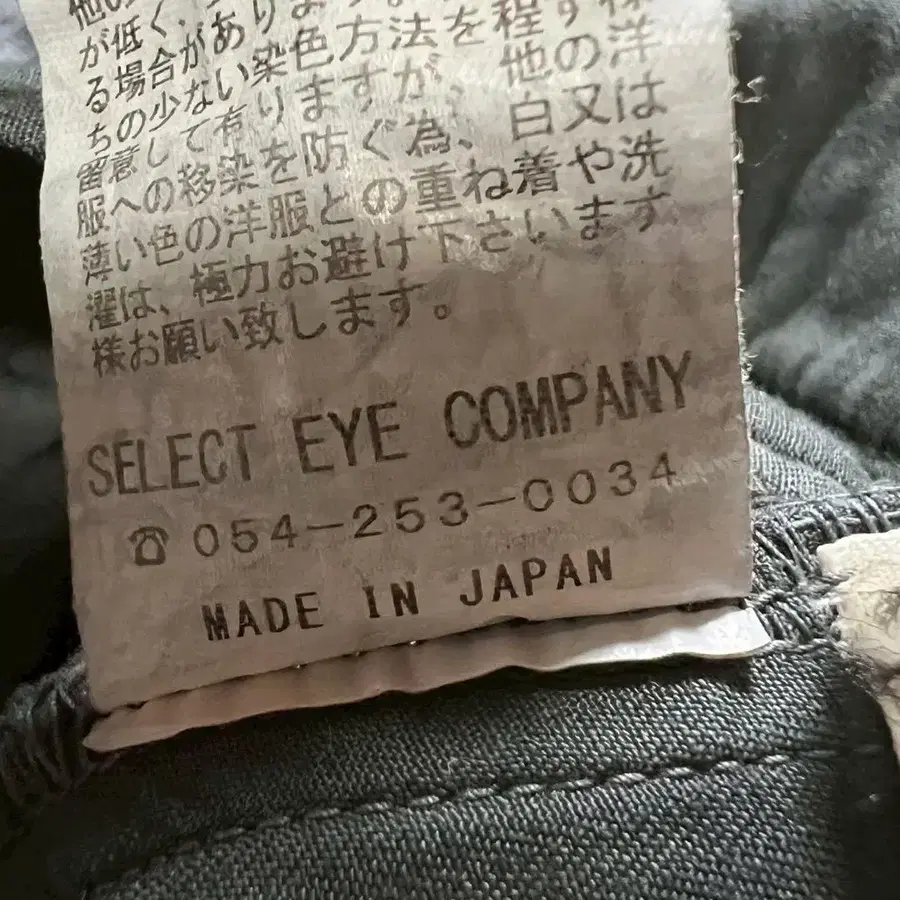 が低く、
る場合があります
ちの少ない染色方法を
留意して有りますが、他の洋
服への移染を防ぐ為、白又は
薄い色の洋服との重ね着や洗
濯は、極力お避け下さいます
様お願い致します。
SELECT EYE COMPANY
☎054-253-0034
MADE IN JAPAN